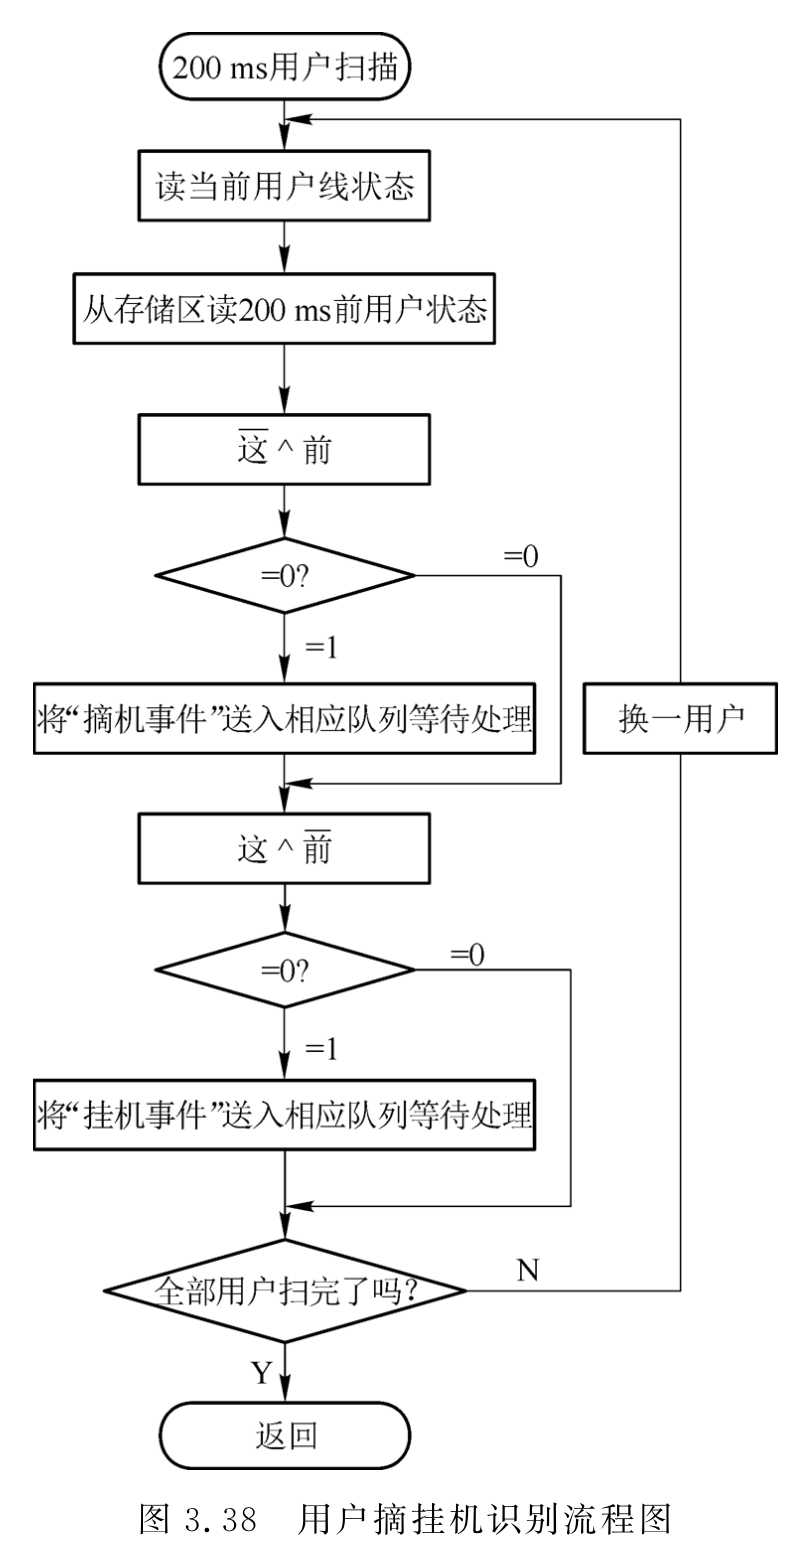 200 ms用户扫描
读当前用户线状态
从存储区读200 ms前用户状态
这̅ ^ 前
=0?
=0
=1
将“摘机事件”送入相应队列等待处理
换一用户
这 ^ 前̅
=0?
=0
=1
将“挂机事件”送入相应队列等待处理
全部用户扫完了吗?
N
Y
返回
图 3.38 用户摘挂机识别流程图